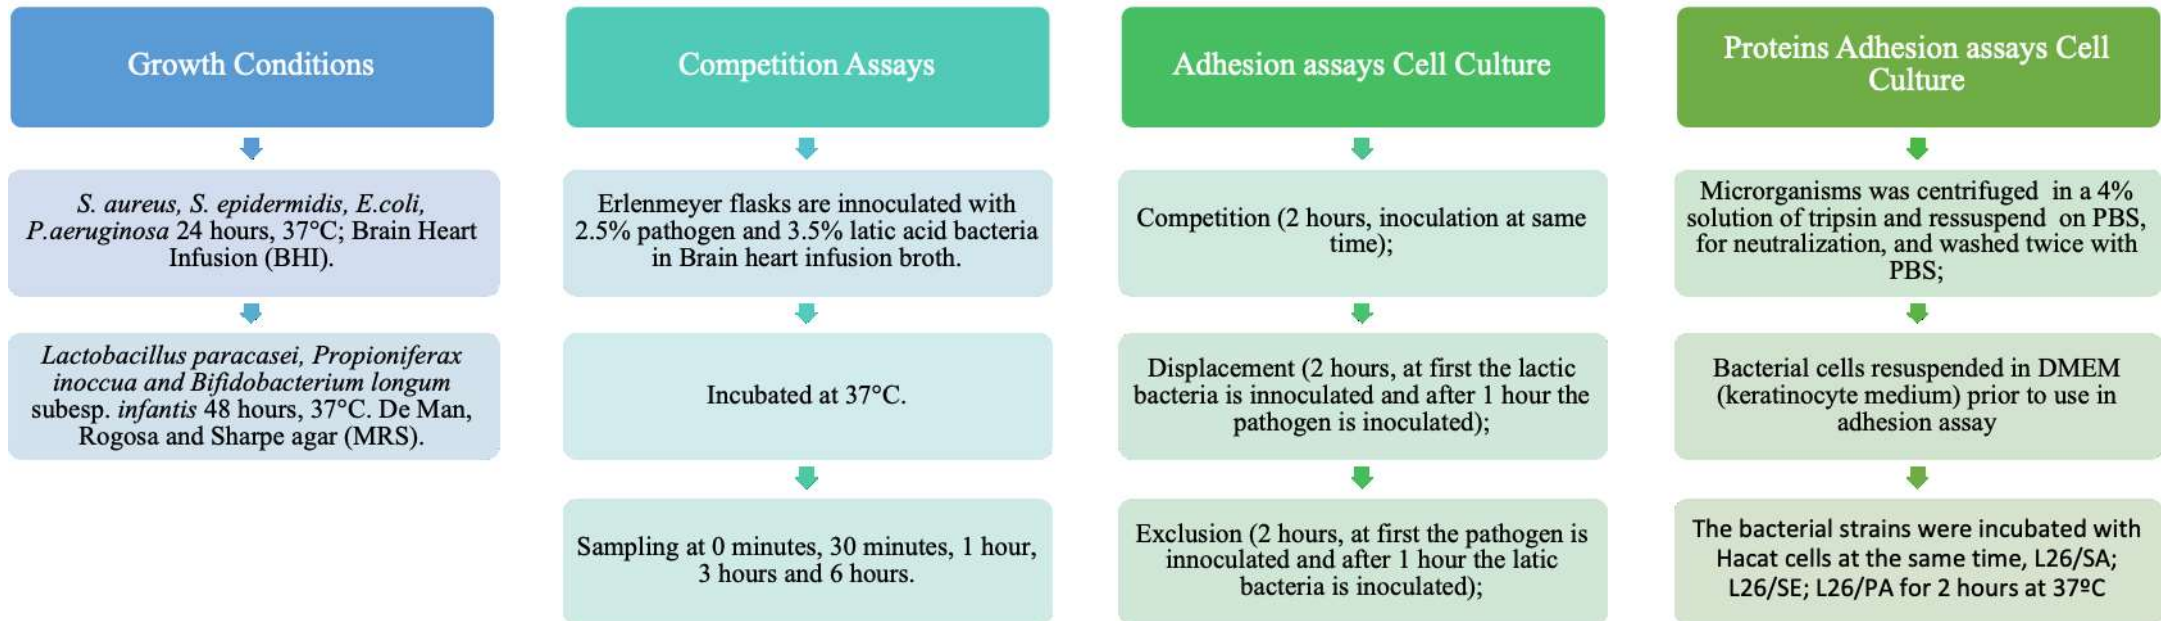 Growth Conditions
S. aureus, S. epidermidis, E.coli,
P.aeruginosa 24 hours, 37°C; Brain Heart
Infusion (BHI).
Lactobacillus paracasei, Propioniferax
inoccua and Bifidobacterium longum
subesp. infantis 48 hours, 37°C. De Man,
Rogosa and Sharpe agar (MRS).
Competition Assays
Erlenmeyer flasks are innoculated with
2.5% pathogen and 3.5% latic acid bacteria
in Brain heart infusion broth.
Incubated at 37°C.
Sampling at 0 minutes, 30 minutes, 1 hour,
3 hours and 6 hours.
Adhesion assays Cell Culture
Competition (2 hours, inoculation at same
time);
Displacement (2 hours, at first the lactic
bacteria is innoculated and after 1 hour the
pathogen is inoculated);
Exclusion (2 hours, at first the pathogen is
innoculated and after 1 hour the latic
bacteria is inoculated);
Proteins Adhesion assays Cell
Culture
Microrganisms was centrifuged in a 4%
solution of tripsin and ressuspend on PBS,
for neutralization, and washed twice with
PBS;
Bacterial cells resuspended in DMEM
(keratinocyte medium) prior to use in
adhesion assay
The bacterial strains were incubated with
Hacat cells at the same time, L26/SA;
L26/SE; L26/PA for 2 hours at 37ºC